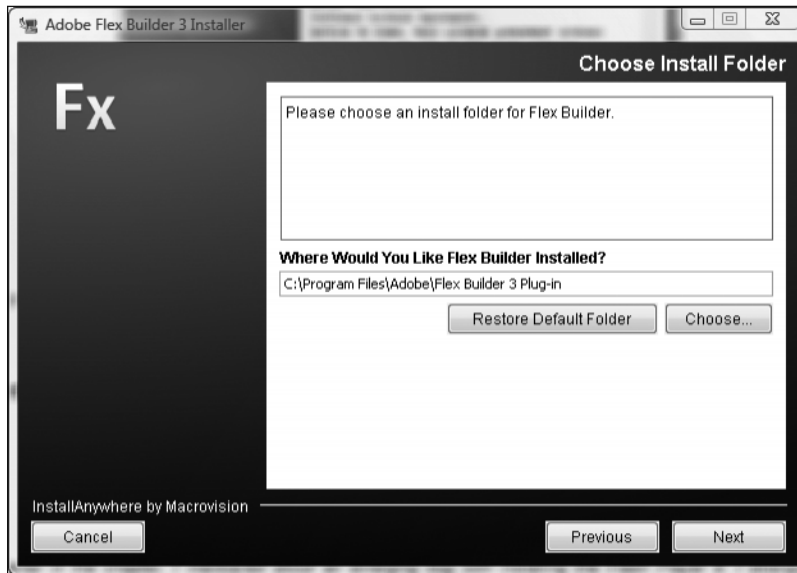 Adobe Flex Builder 3 Installer
Choose Install Folder
Fx
Please choose an install folder for Flex Builder.
Where Would You Like Flex Builder Installed?
C:\Program Files\Adobe\Flex Builder 3 Plug-in
Restore Default Folder
Choose...
InstallAnywhere by Macrovision
Cancel
Previous
Next